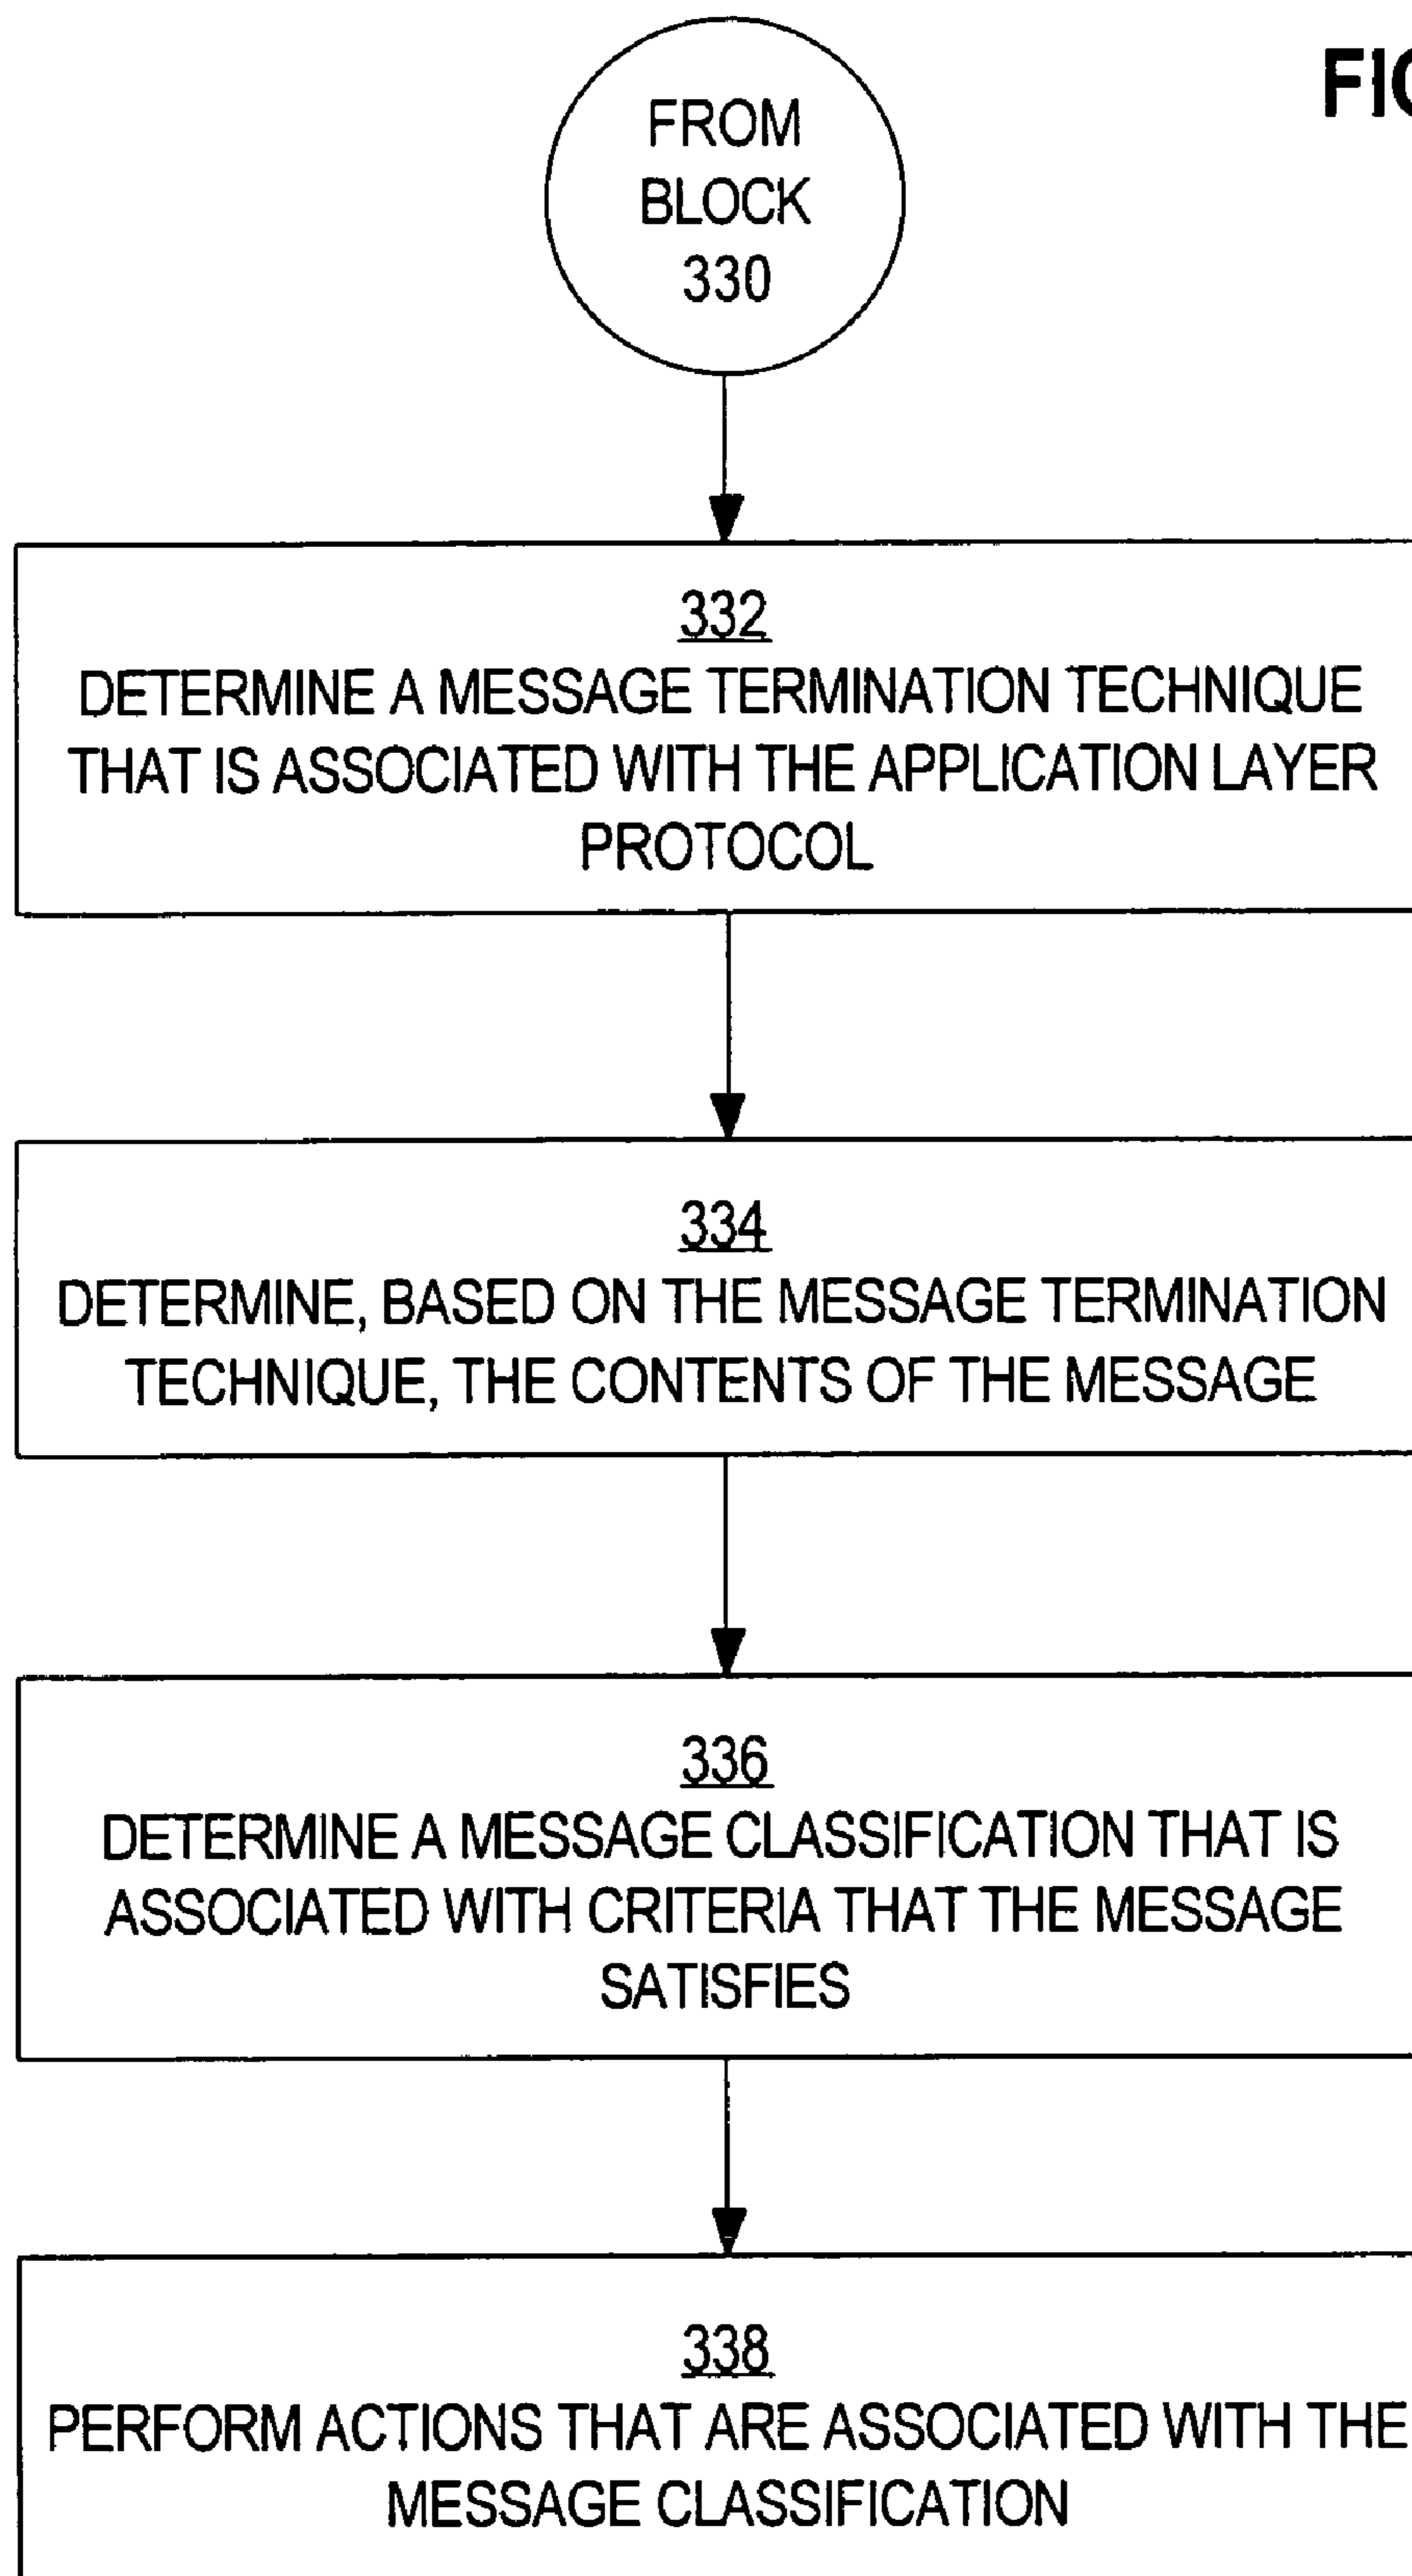 FROM
BLOCK
330
332
DETERMINE A MESSAGE TERMINATION TECHNIQUE
THAT IS ASSOCIATED WITH THE APPLICATION LAYER
PROTOCOL
334
DETERMINE, BASED ON THE MESSAGE TERMINATION
TECHNIQUE, THE CONTENTS OF THE MESSAGE
336
DETERMINE A MESSAGE CLASSIFICATION THAT IS
ASSOCIATED WITH CRITERIA THAT THE MESSAGE
SATISFIES
338
PERFORM ACTIONS THAT ARE ASSOCIATED WITH THE
MESSAGE CLASSIFICATION